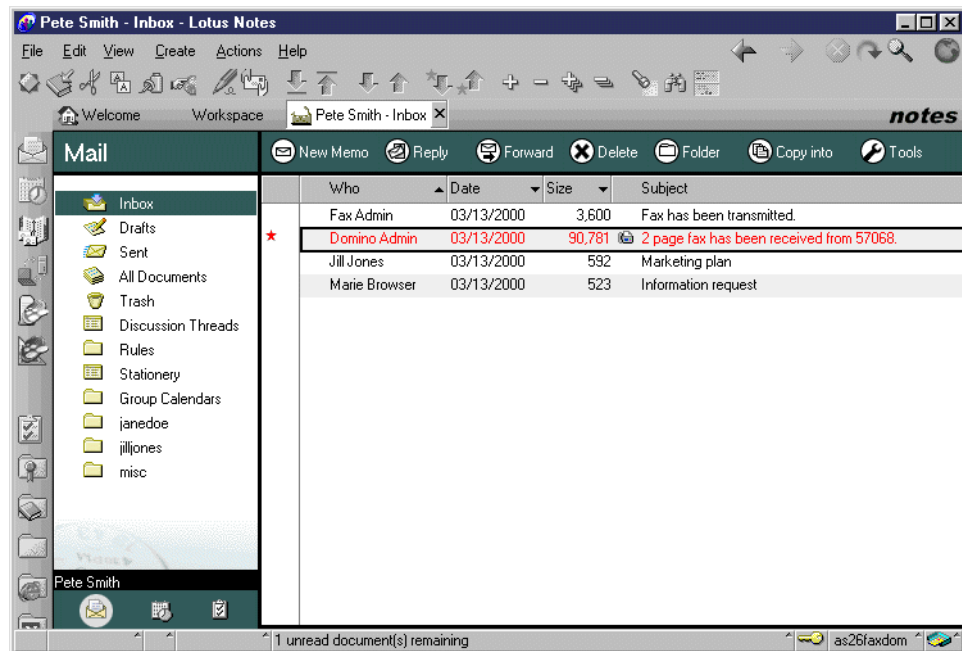 Pete Smith - Inbox - Lotus Notes
File Edit View Create Actions Help
Welcome Workspace Pete Smith - Inbox notes
Mail New Memo Reply Forward Delete Folder Copy into Tools
Who Date Size Subject
Inbox
Fax Admin 03/13/2000 3,600 Fax has been transmitted.
Drafts
Domino Admin 03/13/2000 90,781 2 page fax has been received from 57068.
Sent
Jill Jones 03/13/2000 592 Marketing plan
All Documents
Marie Browser 03/13/2000 523 Information request
Trash
Discussion Threads
Rules
Stationery
Group Calendars
janedoe
jilljones
misc
Pete Smith
1 unread document(s) remaining as26faxdom